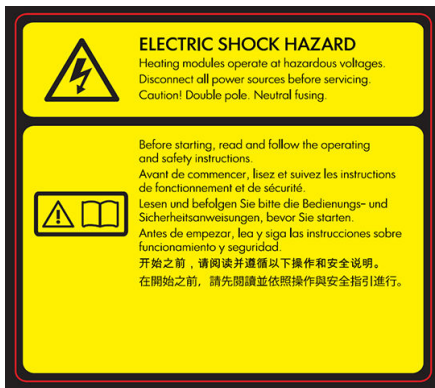 ELECTRIC SHOCK HAZARD
Heating modules operate at hazardous voltages.
Disconnect all power sources before servicing.
Caution! Double pole. Neutral fusing.
Before starting, read and follow the operating
and safety instructions.
Avant de commencer, lisez et suivez les instructions
de fonctionnement et de sécurité.
Lesen und befolgen Sie bitte die Bedienungs- und
Sicherheitsanweisungen, bevor Sie starten.
Antes de empezar, lea y siga las instrucciones sobre
funcionamiento y seguridad.
开始之前，请阅读并遵循以下操作和安全说明。
在開始之前，請先閱讀並依照操作與安全指引進行。